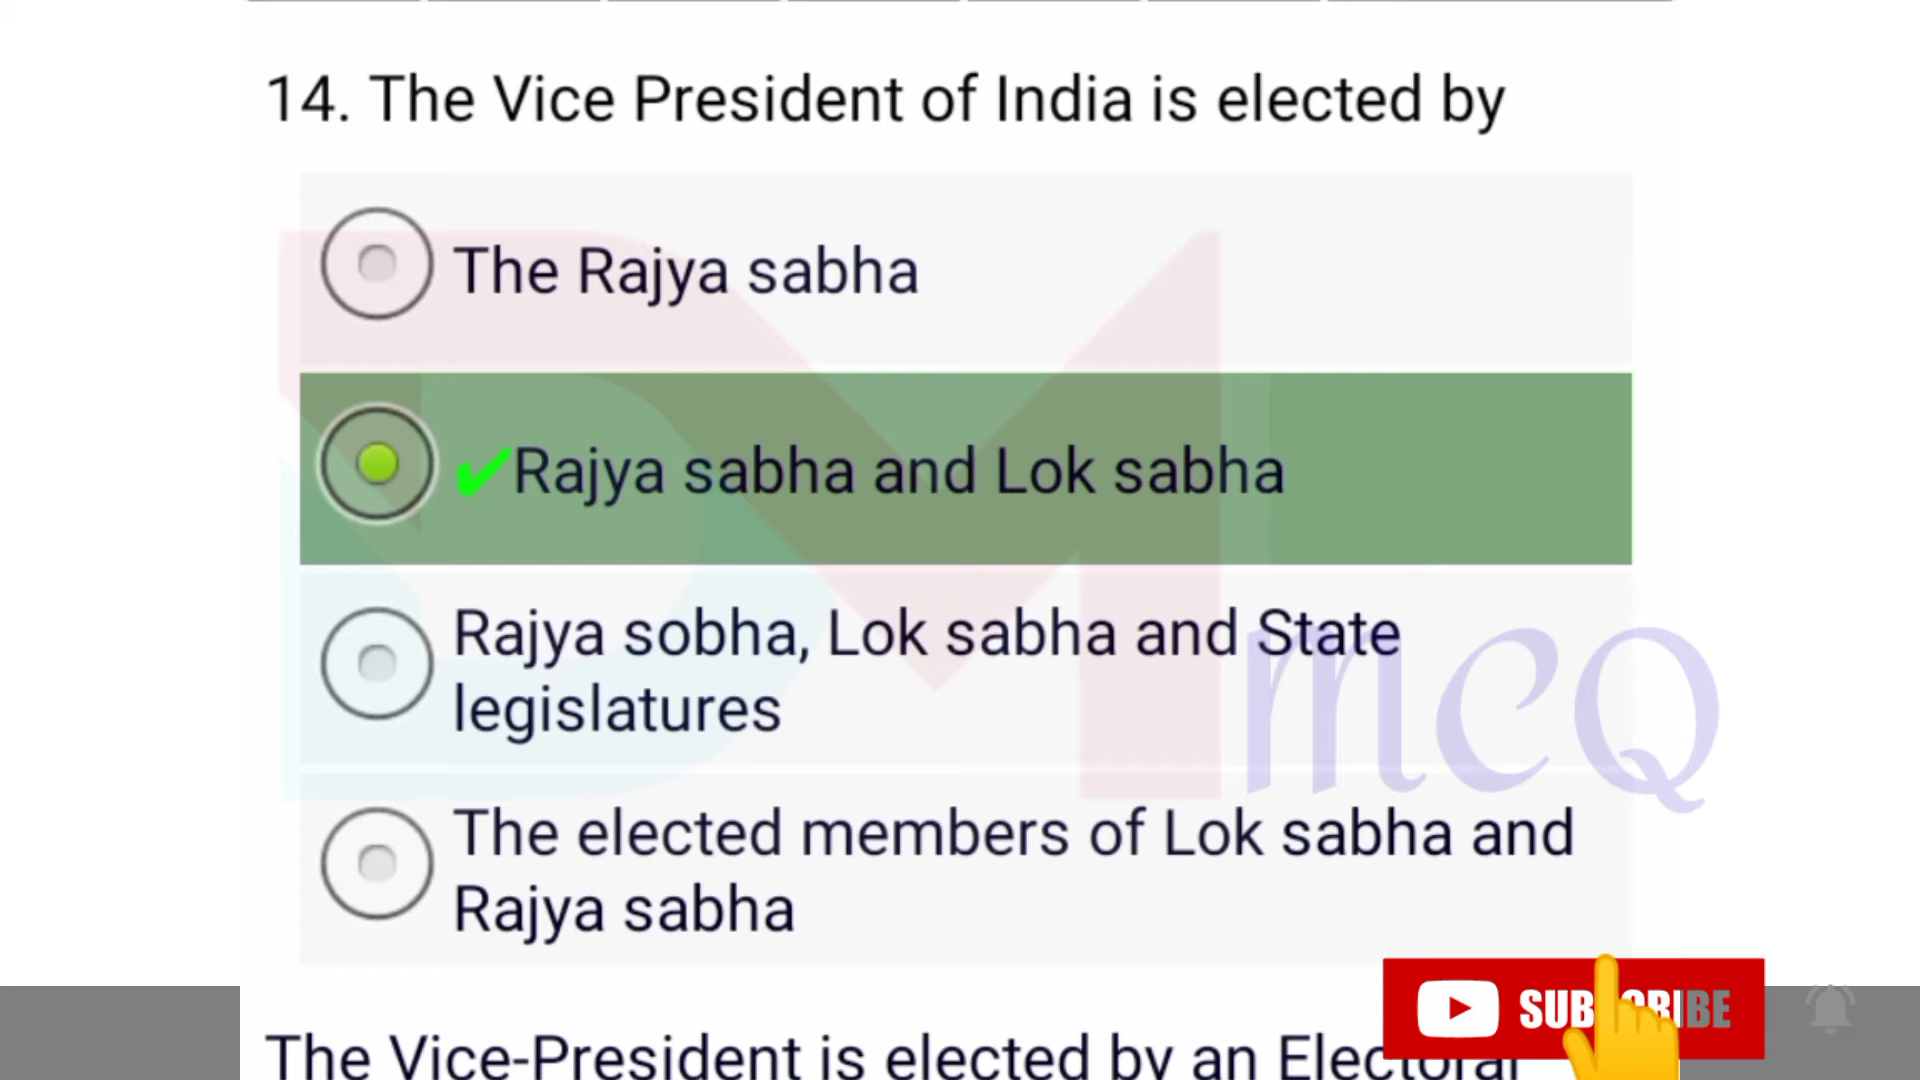 14. The Vice President of India is elected by
The Rajya sabha
✔Rajya sabha and Lok sabha
Rajya sobha, Lok sabha and State
legislatures
mcQ
The elected members of Lok sabha and
Rajya sabha
SUBSCRIBE
The Vice-President is elected by an Electoral